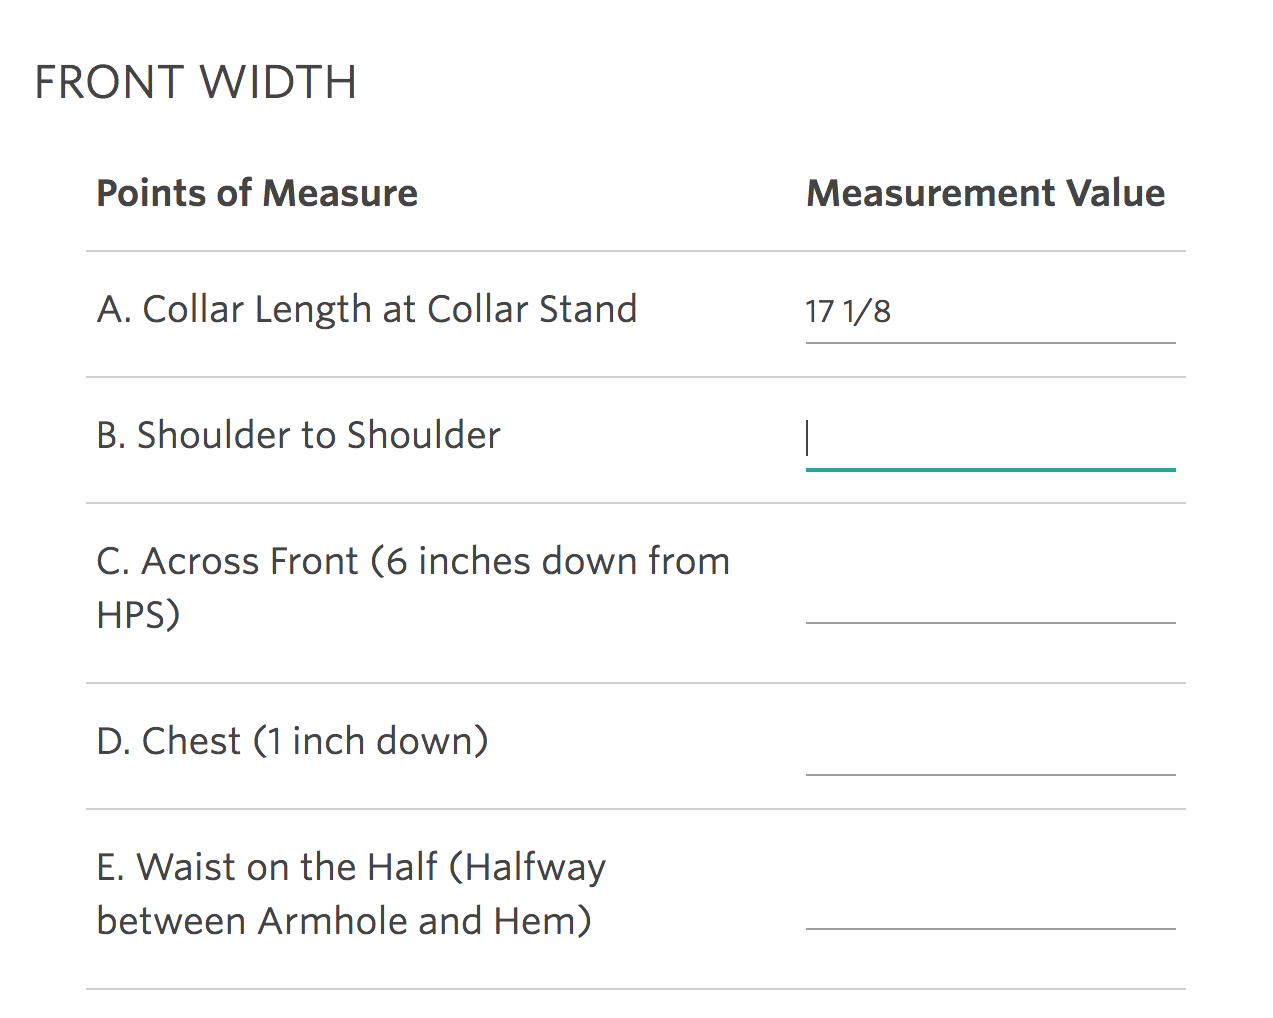 FRONT WIDTH
Points of Measure Measurement Value
A. Collar Length at Collar Stand 17 1/8
B. Shoulder to Shoulder
C. Across Front (6 inches down from
HPS)
D. Chest (1 inch down)
E. Waist on the Half (Halfway
between Armhole and Hem)